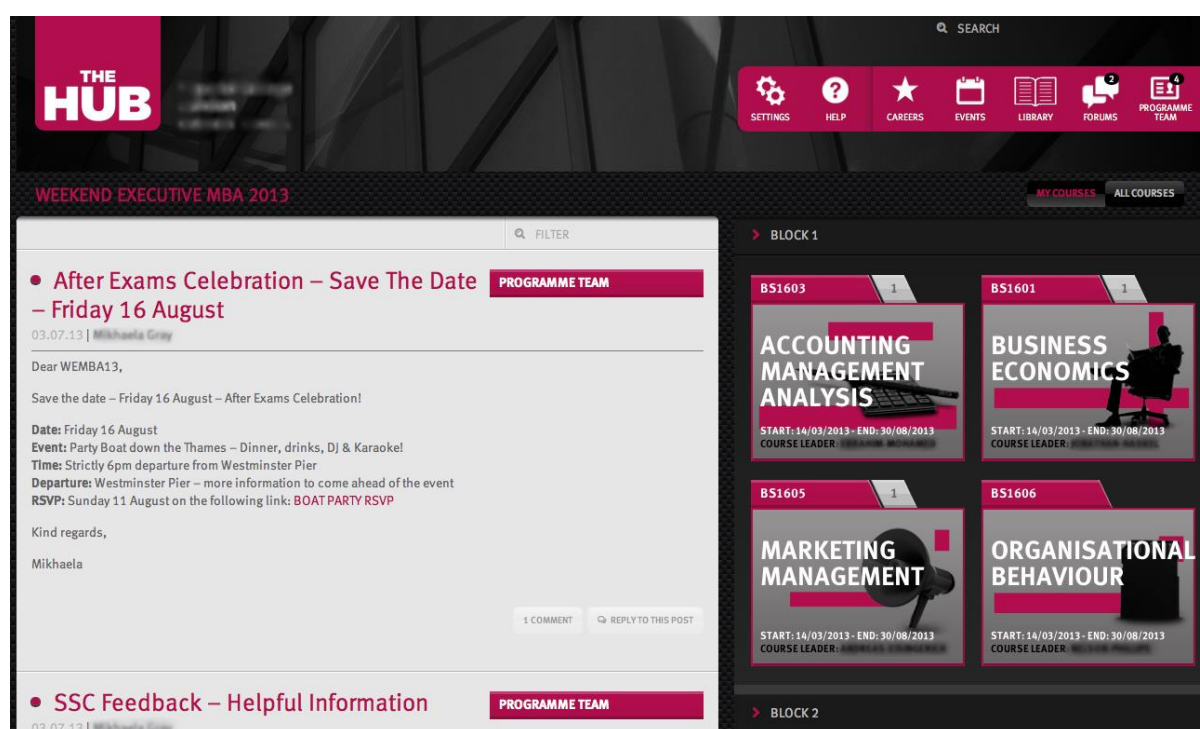 SEARCH
THE
HUB
SETTINGS
HELP
CAREERS
EVENTS
LIBRARY
2
FORUMS
4
PROGRAMME
TEAM
WEEKEND EXECUTIVE MBA 2013
MY COURSES
ALL COURSES
FILTER
After Exams Celebration – Save The Date
– Friday 16 August
PROGRAMME TEAM
03.07.13 |
Dear WEMBA13,
Save the date – Friday 16 August – After Exams Celebration!
Date: Friday 16 August
Event: Party Boat down the Thames – Dinner, drinks, DJ & Karaoke!
Time: Strictly 6pm departure from Westminster Pier
Departure: Westminster Pier – more information to come ahead of the event
RSVP: Sunday 11 August on the following link: BOAT PARTY RSVP
Kind regards,
Mikhaela
1 COMMENT
REPLY TO THIS POST
SSC Feedback – Helpful Information
PROGRAMME TEAM
03.07.13 |
BLOCK 1
BS1603
1
ACCOUNTING
MANAGEMENT
ANALYSIS
START: 14/03/2013 - END: 30/08/2013
COURSE LEADER:
BS1601
1
BUSINESS
ECONOMICS
START: 14/03/2013 - END: 30/08/2013
COURSE LEADER:
BS1605
1
MARKETING
MANAGEMENT
START: 14/03/2013 - END: 30/08/2013
COURSE LEADER:
BS1606
ORGANISATIONAL
BEHAVIOUR
START: 14/03/2013 - END: 30/08/2013
COURSE LEADER:
BLOCK 2